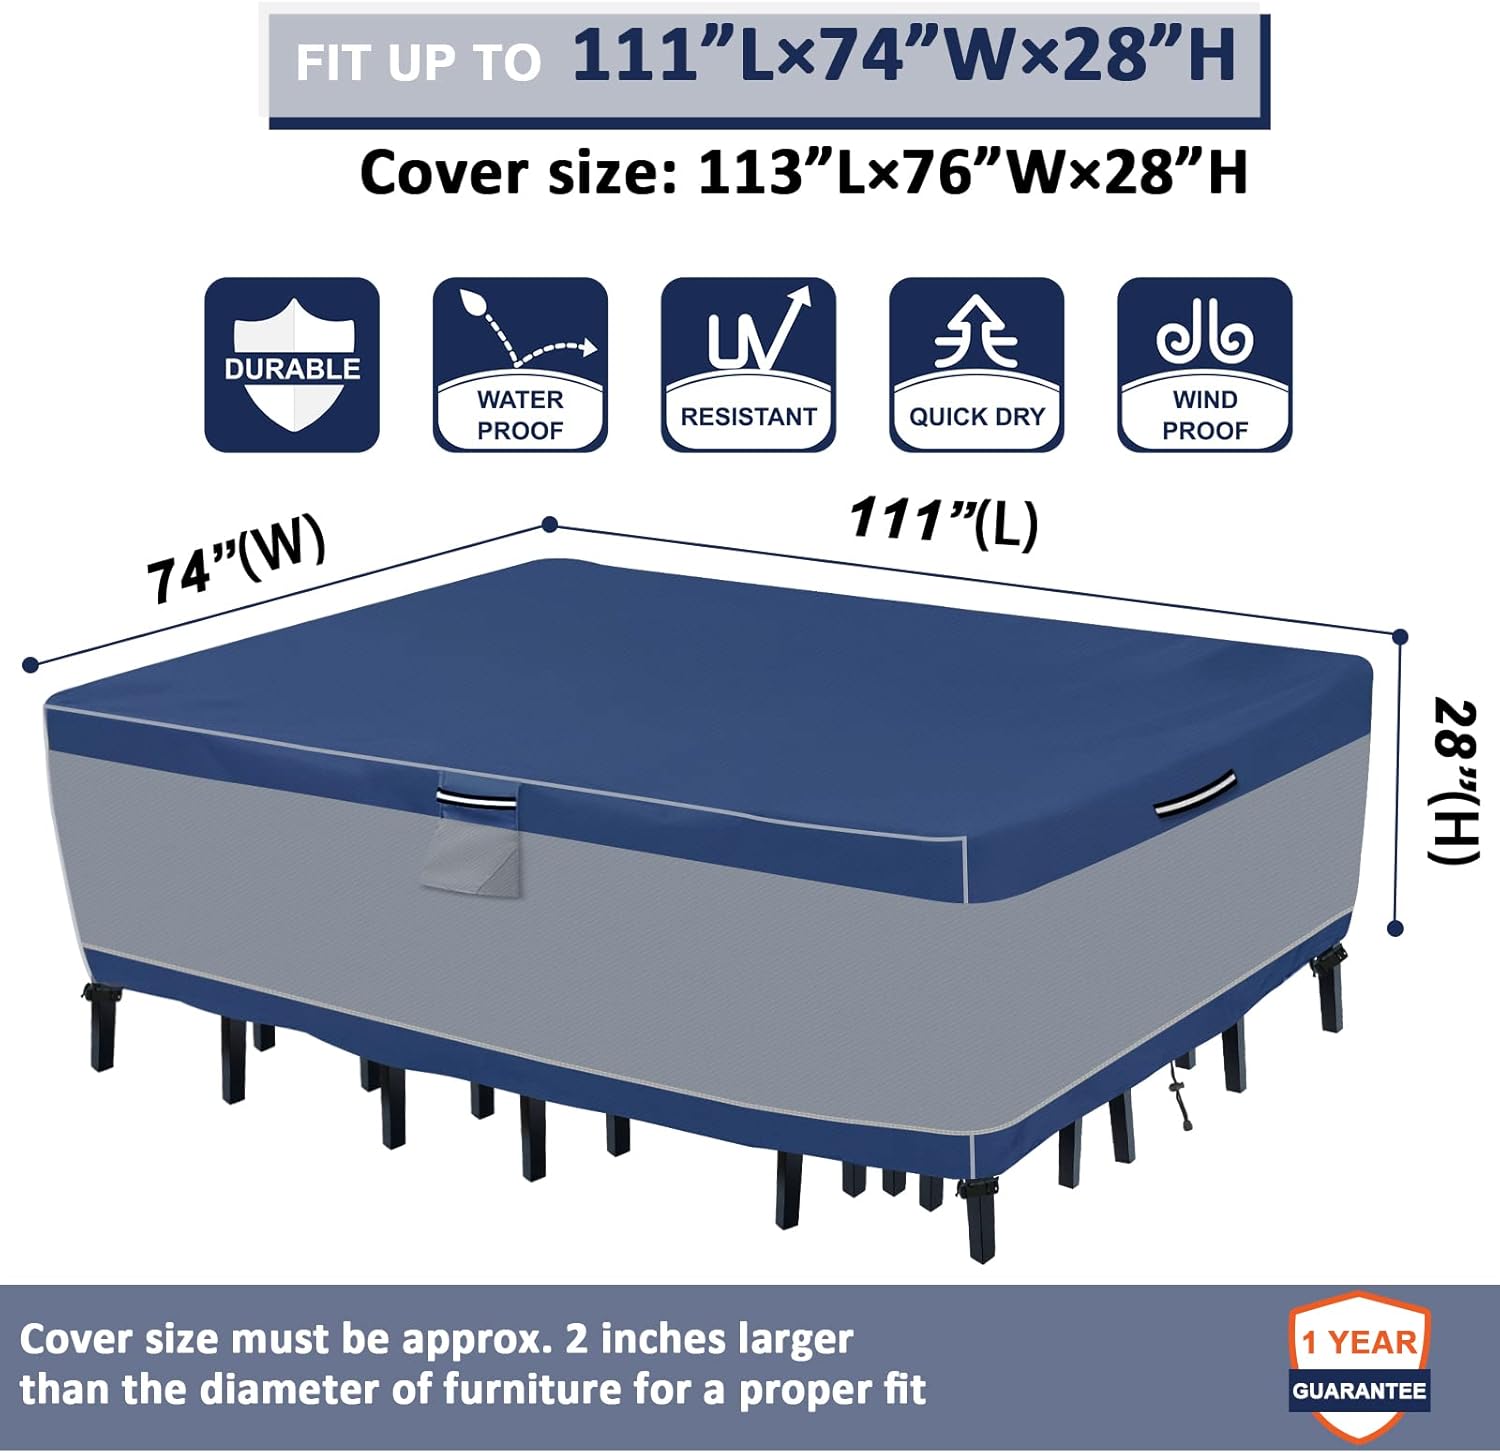 FIT UP TO 111”L×74”W×28”H
Cover size: 113”L×76”W×28”H
DURABLE
WATER
PROOF
UV
RESISTANT
QUICK DRY
WIND
PROOF
74”(W)
111”(L)
28”(H)
Cover size must be approx. 2 inches larger
than the diameter of furniture for a proper fit
1 YEAR
GUARANTEE